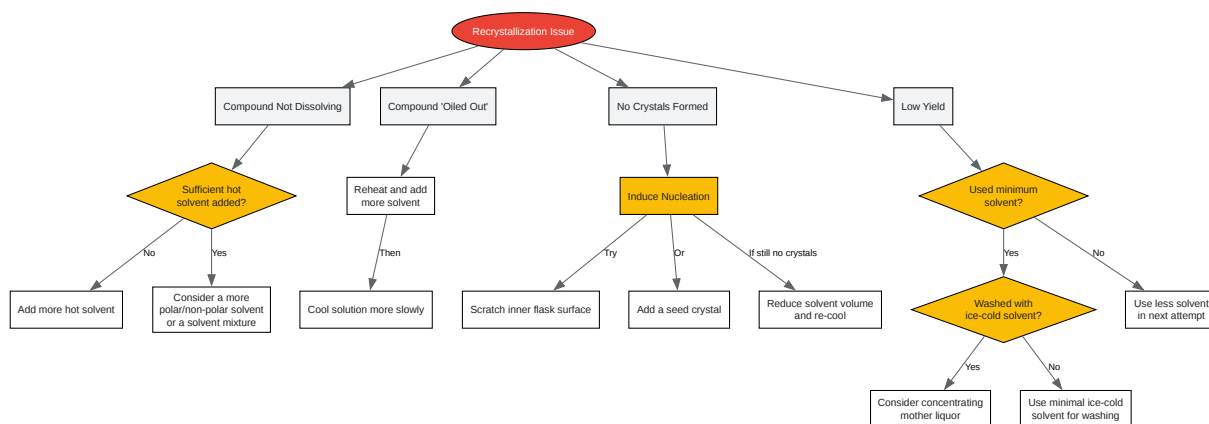 Recrystallization Issue
Compound Not Dissolving
Compound 'Oiled Out'
No Crystals Formed
Low Yield
Sufficient hot
solvent added?
Reheat and add
more solvent
Induce Nucleation
Used minimum
solvent?
No
Yes
Then
Try
Or
If still no crystals
Yes
No
Add more hot solvent
Consider a more
polar/non-polar solvent
or a solvent mixture
Cool solution more slowly
Scratch inner flask surface
Add a seed crystal
Reduce solvent volume
and re-cool
Washed with
ice-cold solvent?
Use less solvent
in next attempt
Yes
No
Consider concentrating
mother liquor
Use minimal ice-cold
solvent for washing